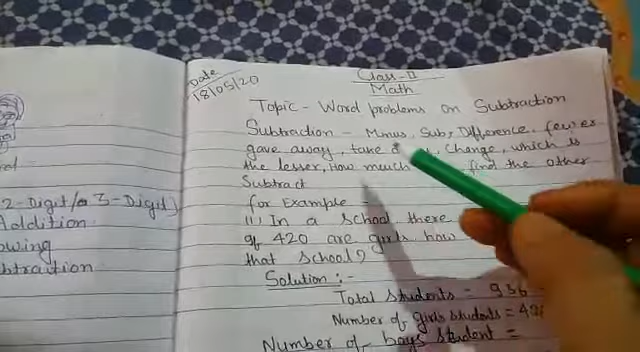 2-Digit/or 3-Digit)
Addition
owing
btraction
Date
18/05/20
Class-II
Math
Topic - Word problems on Subtraction
Subtraction - Minus, Sub, Difference, fewer
gave away, take, Change, which is
the lesser, How much find the other
Subtract
for Example -
(1) In a school there
of 420 are girls how
that school?
Solution :-
Total students - 936
Number of girls students = 42
Number of boys student =